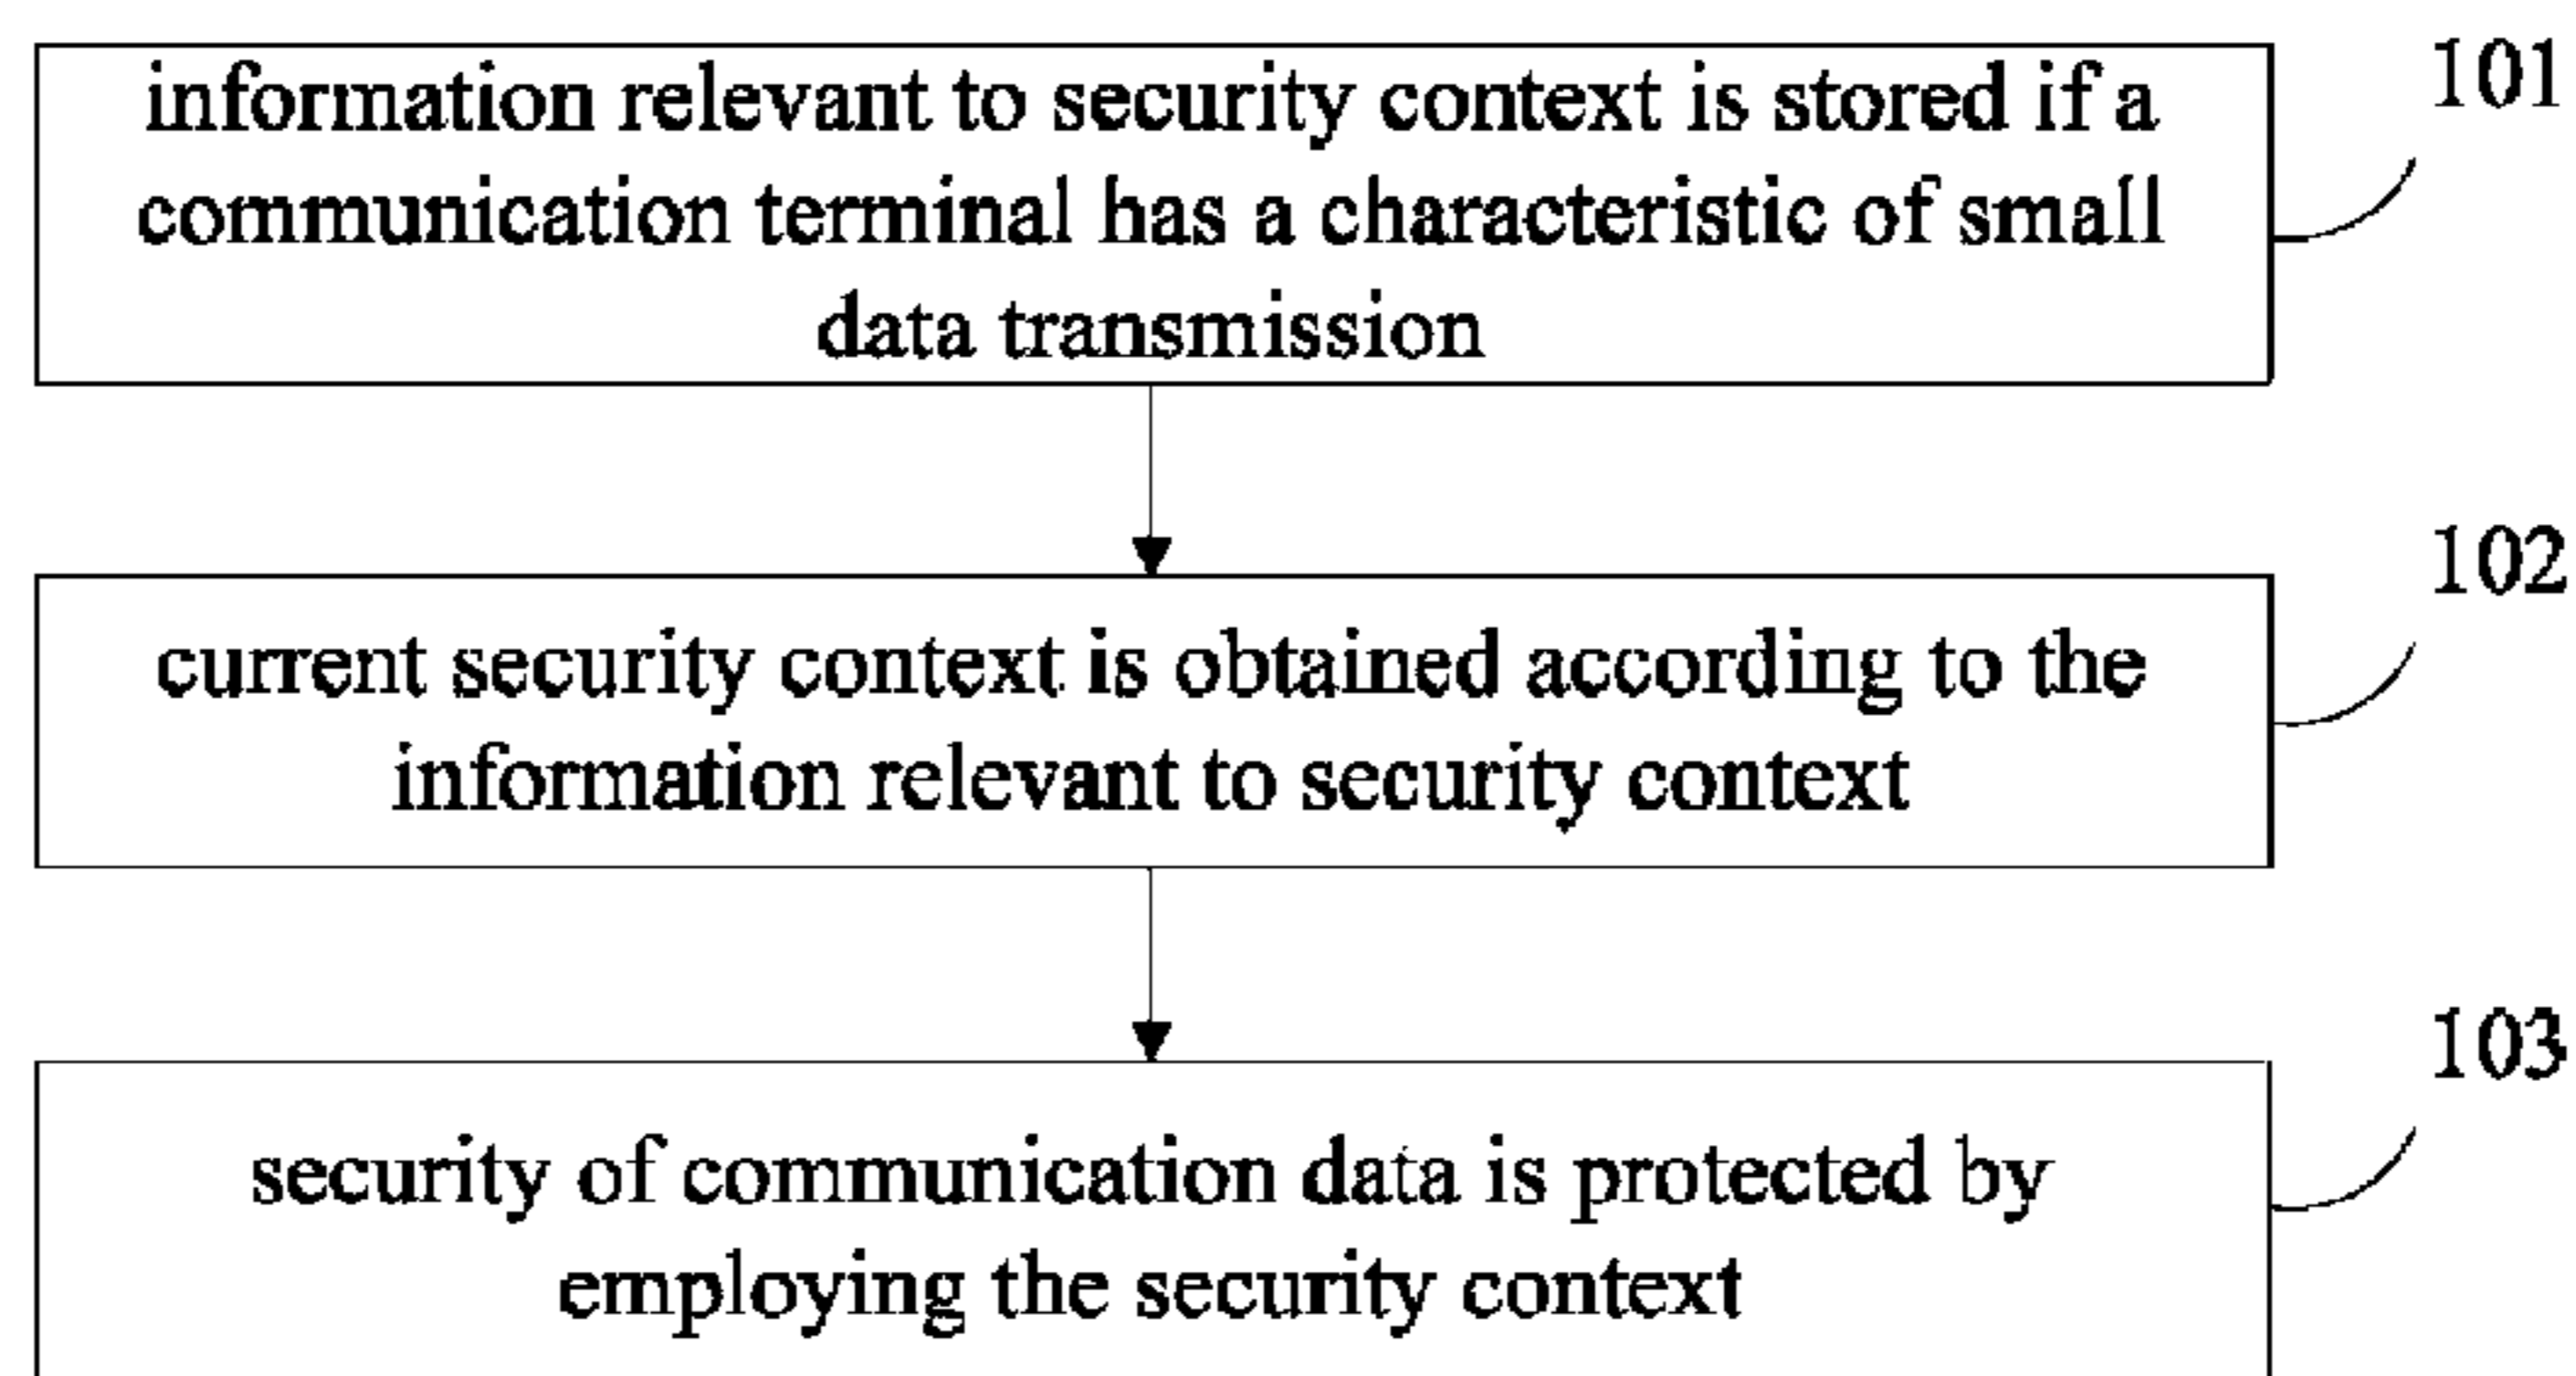 information relevant to security context is stored if a
communication terminal has a characteristic of small
data transmission
101
current security context is obtained according to the
information relevant to security context
102
security of communication data is protected by
employing the security context
103